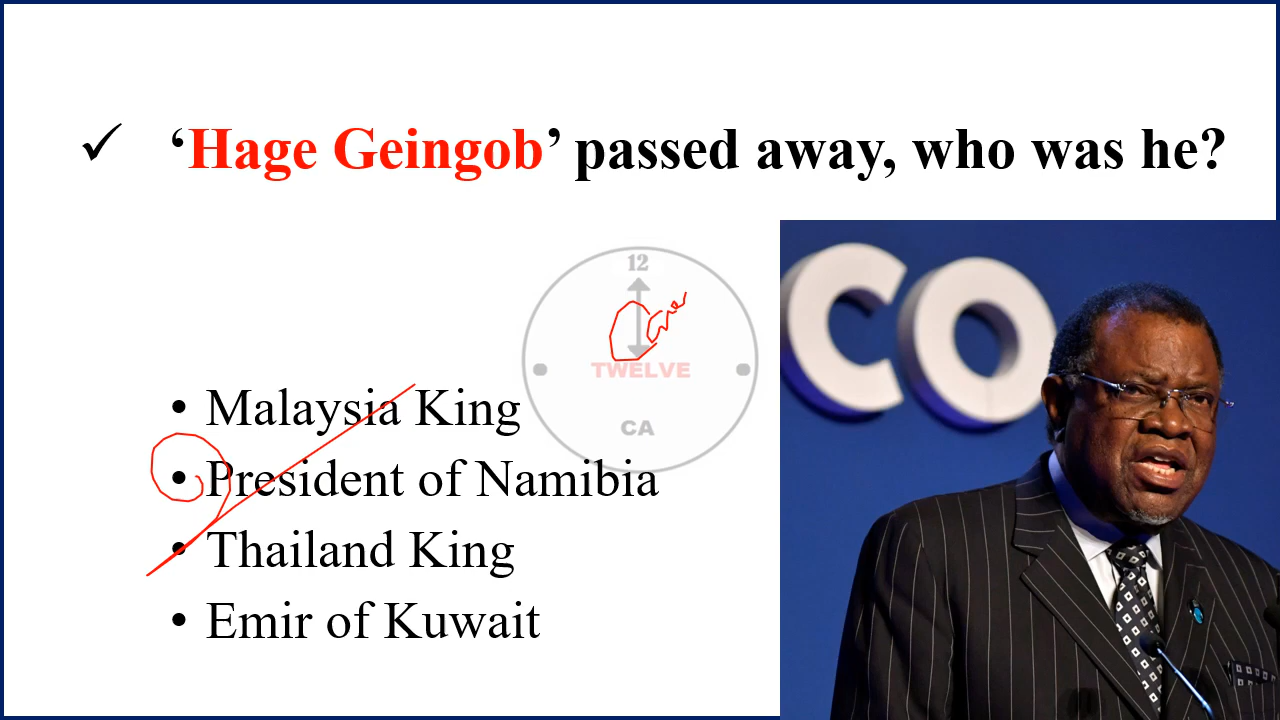 ✓ ‘Hage Geingob’ passed away, who was he?
CO
12
TWELVE
CA
• Malaysia King
• President of Namibia
• Thailand King
• Emir of Kuwait